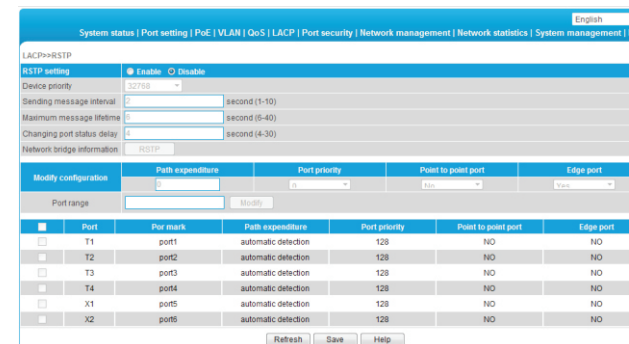 English
System status | Port setting | PoE | VLAN | QoS | LACP | Port security | Network management | Network statistics | System management |
LACP>>RSTP
RSTP setting Enable Disable
Device priority 32768
Sending message interval 2 second (1-10)
Maximum message lifetime 6 second (6-40)
Changing port status delay 4 second (4-30)
Network bridge information RSTP
Modify configuration Path expenditure Port priority Point to point port Edge port
0 0 No Yes
Port range Modify
Port Por mark Path expenditure Port priority Point to point port Edge port
T1 port1 automatic detection 128 NO NO
T2 port2 automatic detection 128 NO NO
T3 port3 automatic detection 128 NO NO
T4 port4 automatic detection 128 NO NO
X1 port5 automatic detection 128 NO NO
X2 port6 automatic detection 128 NO NO
Refresh Save Help